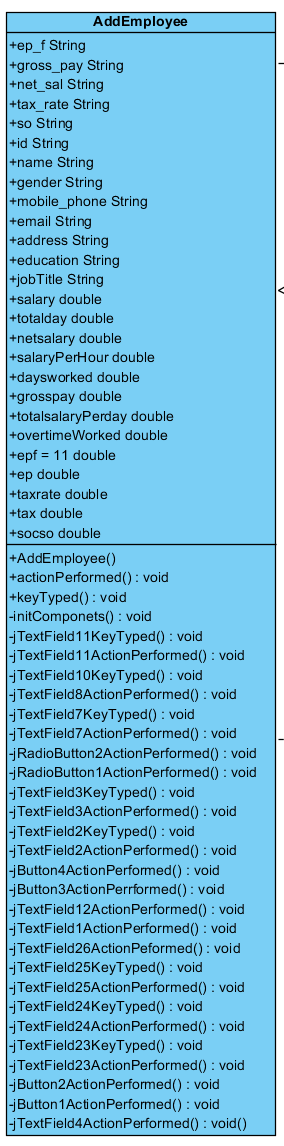 AddEmployee
+ep_f String
+gross_pay String
+net_sal String
+tax_rate String
+so String
+id String
+name String
+gender String
+mobile_phone String
+email String
+address String
+education String
+jobTitle String
+salary double
+totalday double
+netsalary double
+salaryPerHour double
+daysworked double
+grosspay double
+totalsalaryPerday double
+overtimeWorked double
+epf = 11 double
+ep double
+taxrate double
+tax double
+socso double
+AddEmployee()
+actionPerformed() : void
+keyTyped() : void
-initComponets() : void
-jTextField11KeyTyped() : void
-jTextField11ActionPerformed() : void
-jTextField10KeyTyped() : void
-jTextField8ActionPerformed() : void
-jTextField7KeyTyped() : void
-jTextField7ActionPerformed() : void
-jRadioButton2ActionPerformed() : void
-jRadioButton1ActionPerformed() : void
-jTextField3KeyTyped() : void
-jTextField3ActionPerformed() : void
-jTextField2KeyTyped() : void
-jTextField2ActionPerformed() : void
-jButton4ActionPerformed() : void
-jButton3ActionPerrformed() : void
-jTextField12ActionPerformed() : void
-jTextField1ActionPerformed() : void
-jTextField26ActionPeformed() : void
-jTextField25KeyTyped() : void
-jTextField25ActionPerformed() : void
-jTextField24KeyTyped() : void
-jTextField24ActionPerformed() : void
-jTextField23KeyTyped() : void
-jTextField23ActionPerformed() : void
-jButton2ActionPerformed() : void
-jButton1ActionPerformed() : void
-jTextField4ActionPerformed() : void()